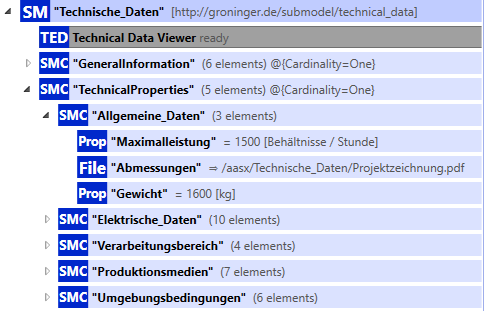 SM "Technische_Daten" [http://groninger.de/submodel/technical_data]
TED Technical Data Viewer ready
SMC "GeneralInformation" (6 elements) @{Cardinality=One}
SMC "TechnicalProperties" (5 elements) @{Cardinality=One}
SMC "Allgemeine_Daten" (3 elements)
Prop "Maximalleistung" = 1500 [Behältnisse / Stunde]
File "Abmessungen" ⇒ /aasx/Technische_Daten/Projektzeichnung.pdf
Prop "Gewicht" = 1600 [kg]
SMC "Elektrische_Daten" (10 elements)
SMC "Verarbeitungsbereich" (4 elements)
SMC "Produktionsmedien" (7 elements)
SMC "Umgebungsbedingungen" (6 elements)